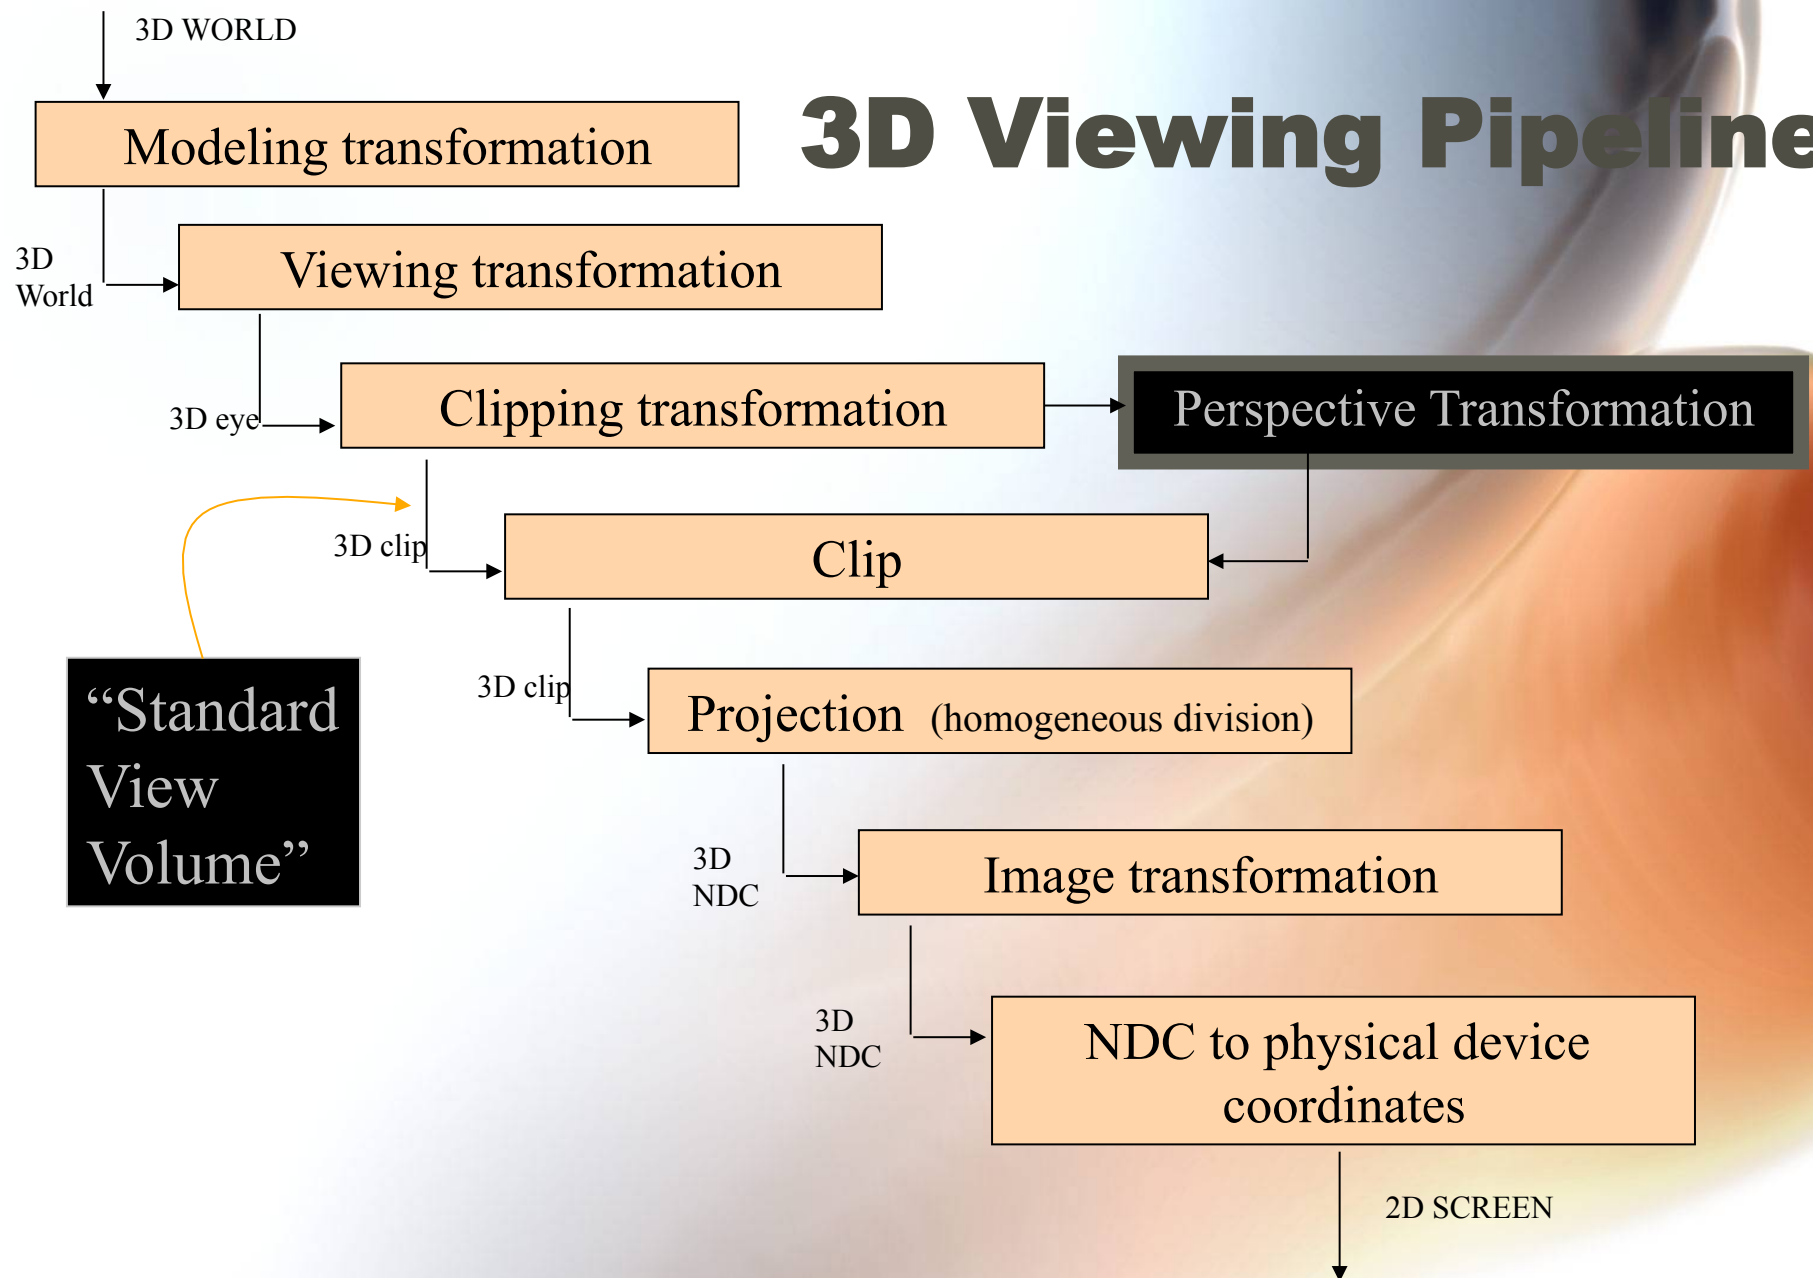 3D WORLD
3D Viewing Pipeline
Modeling transformation
3D
World
Viewing transformation
3D eye
Clipping transformation
Perspective Transformation
3D clip
Clip
“Standard
View
Volume”
3D clip
Projection (homogeneous division)
3D
NDC
Image transformation
3D
NDC
NDC to physical device
coordinates
2D SCREEN